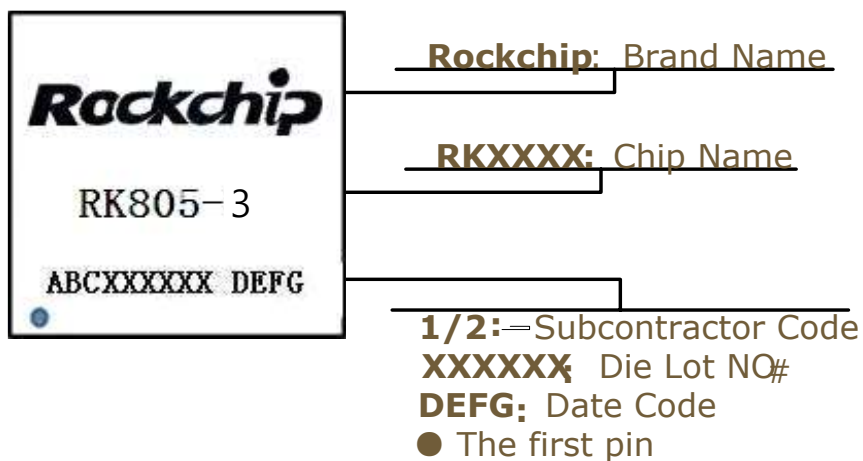 Rockchip
RK805-3
ABCXXXXXX DEFG
Rockchip: Brand Name
RKXXXX: Chip Name
1/2:—Subcontractor Code
XXXXXX: Die Lot NO#
DEFG: Date Code
● The first pin